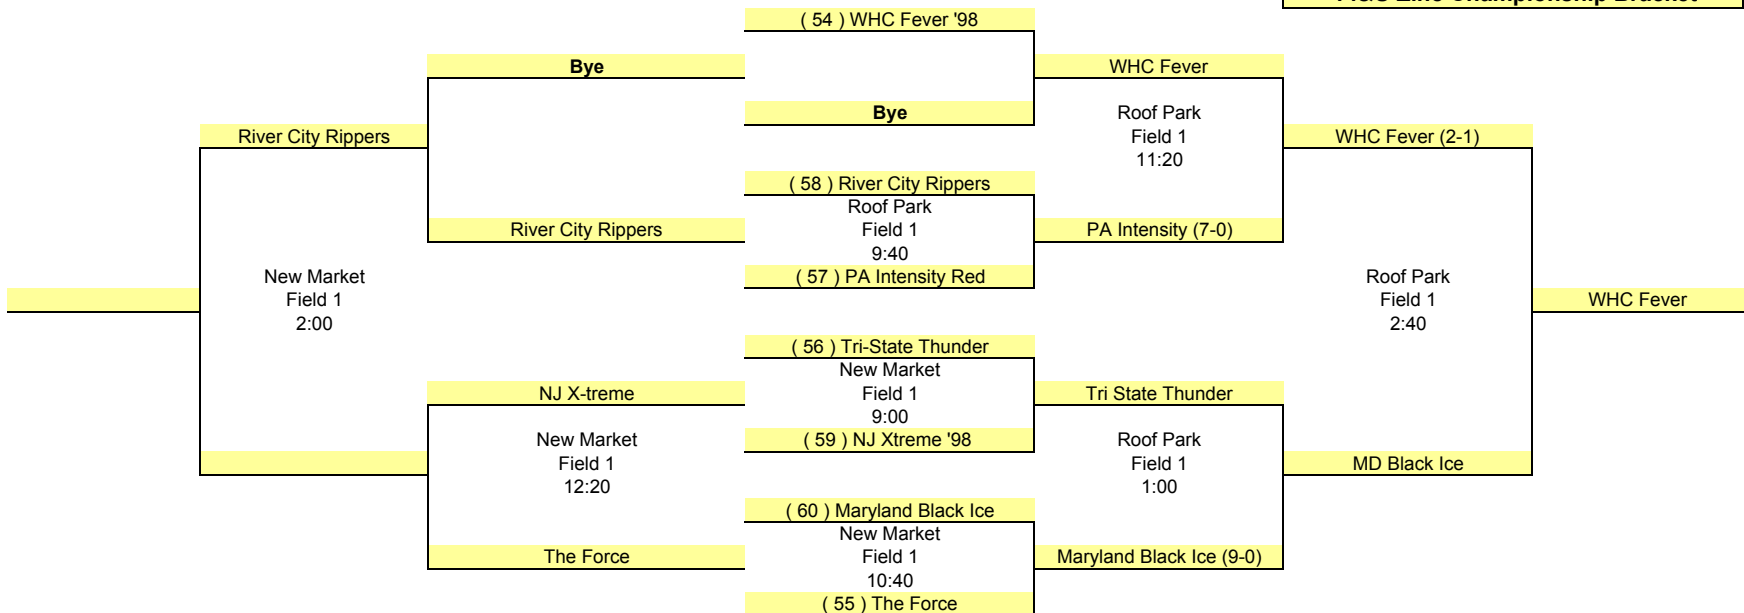 ( 54 ) WHC Fever '98
Bye
WHC Fever
Bye
Roof Park
Field 1
11:20
River City Rippers
WHC Fever (2-1)
( 58 ) River City Rippers
Roof Park
Field 1
9:40
River City Rippers
PA Intensity (7-0)
( 57 ) PA Intensity Red
New Market
Field 1
2:00
Roof Park
Field 1
2:40
WHC Fever
( 56 ) Tri-State Thunder
New Market
Field 1
9:00
NJ X-treme
Tri State Thunder
( 59 ) NJ Xtreme '98
New Market
Field 1
12:20
Roof Park
Field 1
1:00
MD Black Ice
( 60 ) Maryland Black Ice
New Market
Field 1
10:40
The Force
Maryland Black Ice (9-0)
( 55 ) The Force